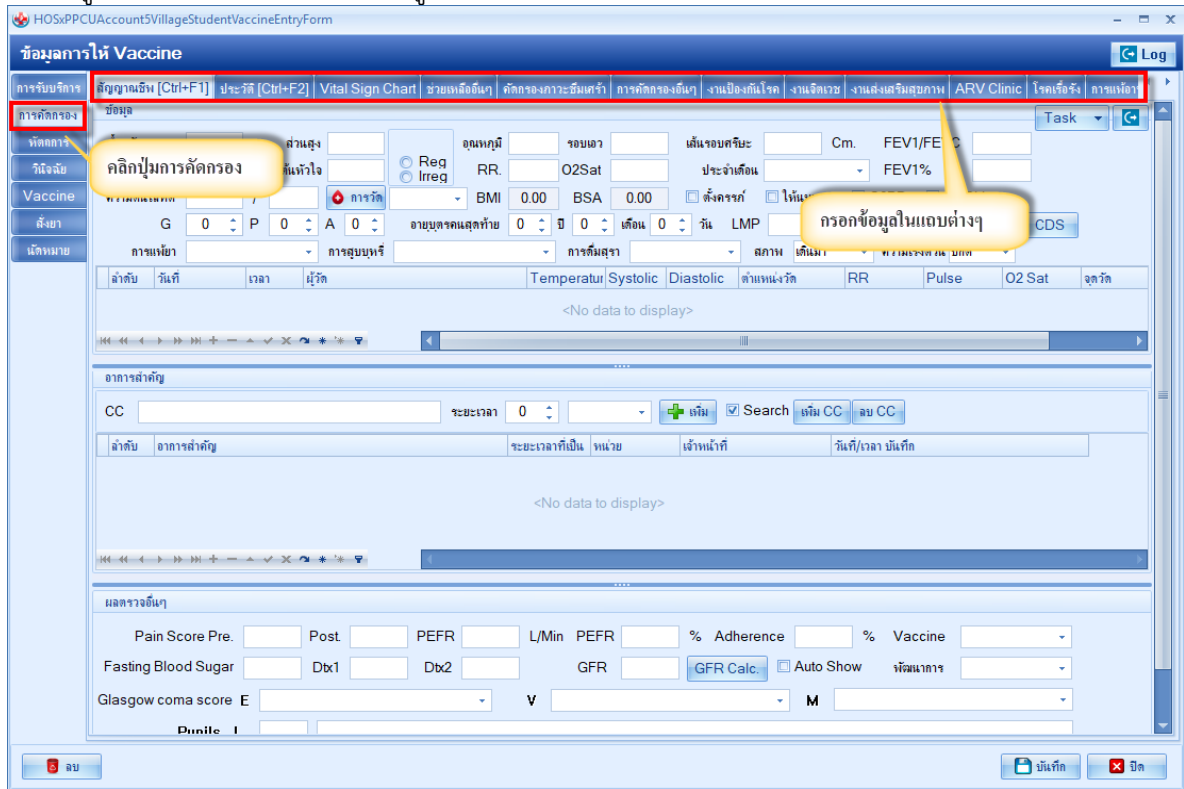 HOSxPPCUAccount5VillageStudentVaccineEntryForm
ข้อมูลการให้ Vaccine
Log
การรับบริการ
สัญญาณชีพ [Ctrl+F1] ประวัติ [Ctrl+F2] Vital Sign Chart ช่วยเหลืออื่นๆ คัดกรองภาวะซึมเศร้า การคัดกรองอื่นๆ งานป้องกันโรค งานจิตเวช งานส่งเสริมสุขภาพ ARV Clinic โรคเรื้อรัง
การคัดกรอง
ข้อมูล
Task
หัตถการ
ส่วนสูง
อุณหภูมิ
รอบเอว
เส้นรอบศรีษะ
Cm.
คลิกปุ่มการคัดกรอง
วินิจฉัย
Reg
Irreg
RR.
O2Sat
ประจำเดือน
FEV1%
Vaccine
/ การวัด
BMI 0.00 BSA 0.00 ตั้งครรภ์
กรอกข้อมูลในแถบต่างๆ
สั่งยา
G 0 P 0 A 0 อายุบุตรคนสุดท้าย 0 ปี 0 เดือน 0 วัน LMP
CDS
นัดหมาย
การแพ้ยา การสูบบุหรี่ การดื่มสุรา สภาพ เดินมา
ลำดับ วันที่ เวลา ผู้วัด Temperatur Systolic Diastolic ตำแหน่งวัด RR Pulse O2 Sat จุดวัด
<No data to display>
อาการสำคัญ
CC ระยะเวลา 0 เพิ่ม Search เพิ่ม CC ลบ CC
ลำดับ อาการสำคัญ ระยะเวลาที่เป็น หน่วย เจ้าหน้าที่ วันที่/เวลา บันทึก
<No data to display>
ผลตรวจอื่นๆ
Pain Score Pre. Post. PEFR L/Min PEFR % Adherence % Vaccine
Fasting Blood Sugar Dtx1 Dtx2 GFR GFR Calc. Auto Show พัฒนาการ
Glasgow coma score E V M
ลบ บันทึก ปิด